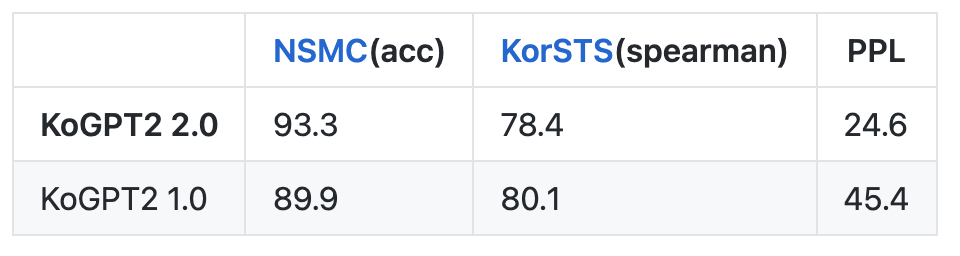 NSMC(acc) KorSTS(spearman) PPL
KoGPT2 2.0 93.3 78.4 24.6
KoGPT2 1.0 89.9 80.1 45.4